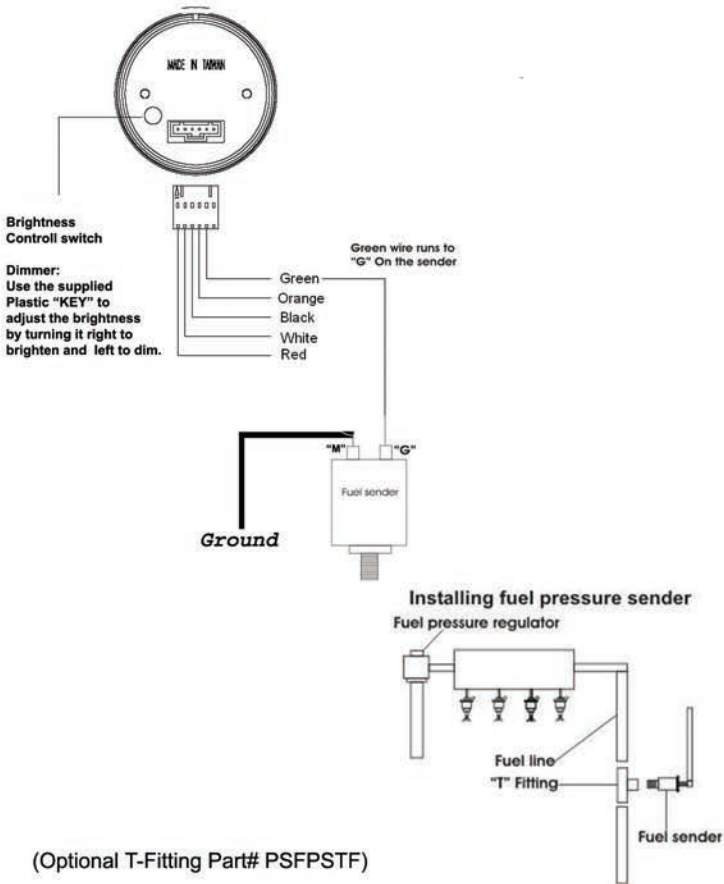 MADE IN TAIWAN
Brightness
Controll switch
Dimmer:
Use the supplied
Plastic “KEY” to
adjust the brightness
by turning it right to
brighten and left to dim.
Green wire runs to
"G" On the sender
Green
Orange
Black
White
Red
"M"
"G"
Fuel sender
Ground
Installing fuel pressure sender
Fuel pressure regulator
Fuel line
"T" Fitting
Fuel sender
(Optional T-Fitting Part# PSFPSTF)